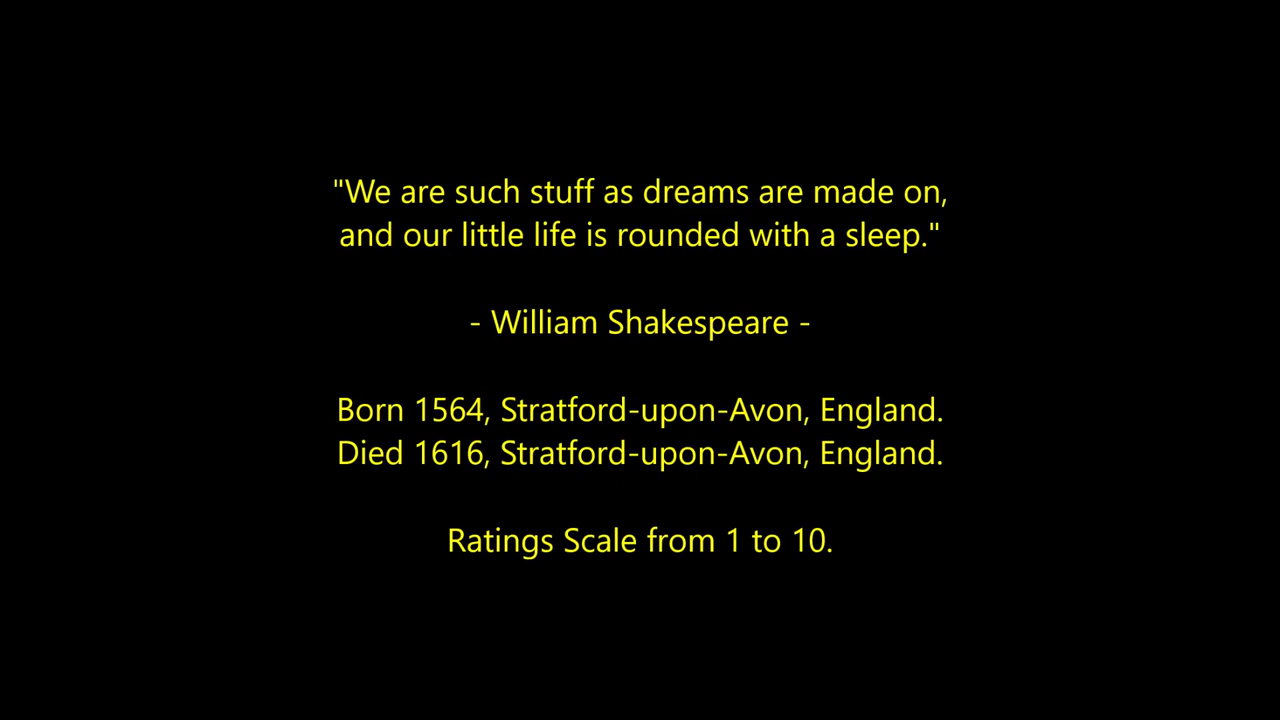 "We are such stuff as dreams are made on,
and our little life is rounded with a sleep."
- William Shakespeare -
Born 1564, Stratford-upon-Avon, England.
Died 1616, Stratford-upon-Avon, England.
Ratings Scale from 1 to 10.